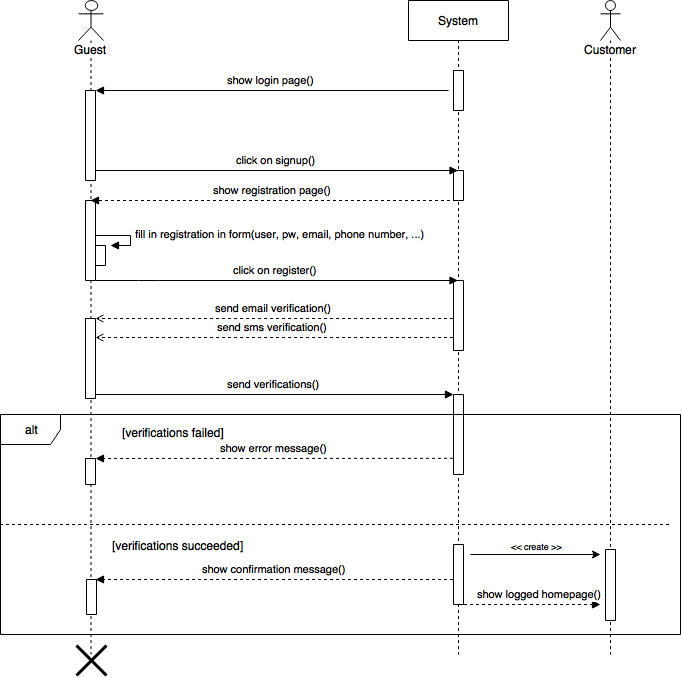 System
Guest
Customer
show login page()
click on signup()
show registration page()
fill in registration in form(user, pw, email, phone number, ...)
click on register()
send email verification()
send sms verification()
send verifications()
alt
[verifications failed]
show error message()
[verifications succeeded]
<< create >>
show confirmation message()
show logged homepage()